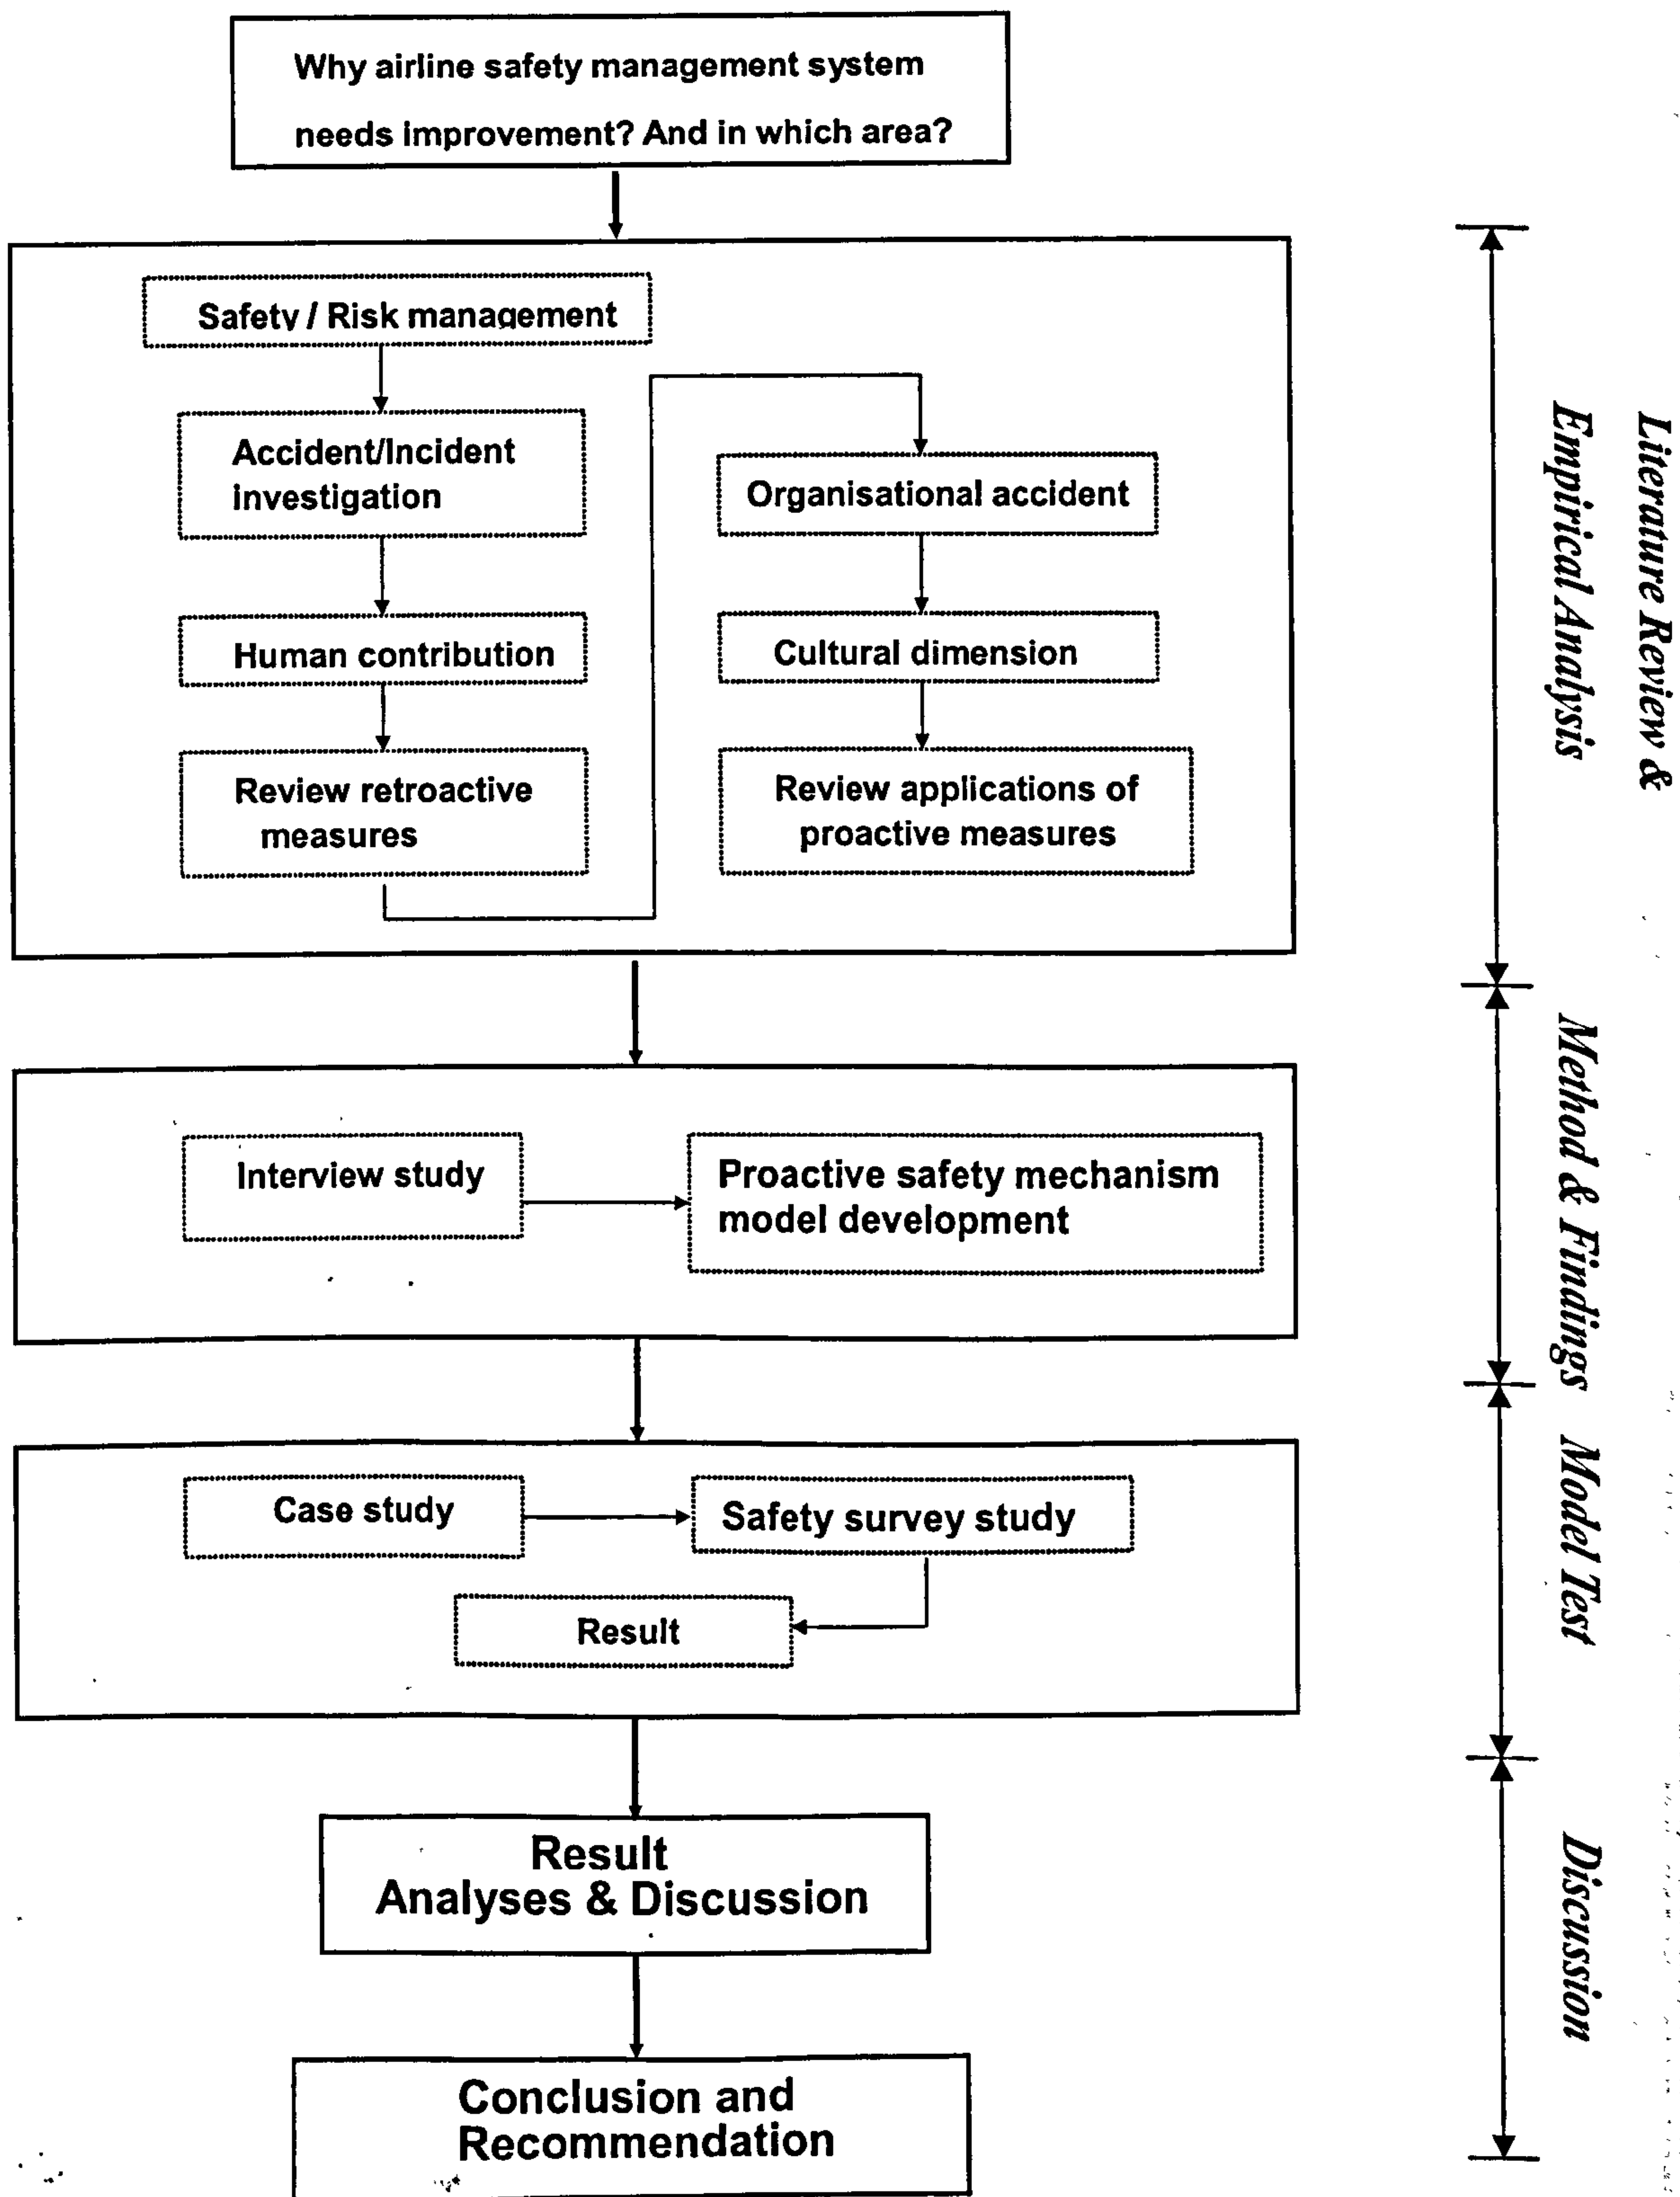 Why airline safety management system
needs improvement? And in which area?
Safety / Risk management
Accident/Incident
investigation
Human contribution
Review retroactive
measures
Organisational accident
Cultural dimension
Review applications of
proactive measures
Literature Review &
Empirical Analysis
Interview study
Proactive safety mechanism
model development
Method & Findings
Case study
Safety survey study
Result
Model Test
Result
Analyses & Discussion
Conclusion and
Recommendation
Discussion